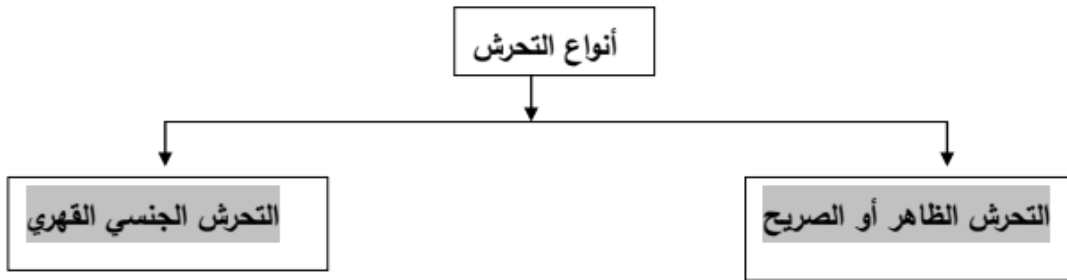 أنواع التحرش
التحرش الظاهر أو الصريح
التحرش الجنسي القهري